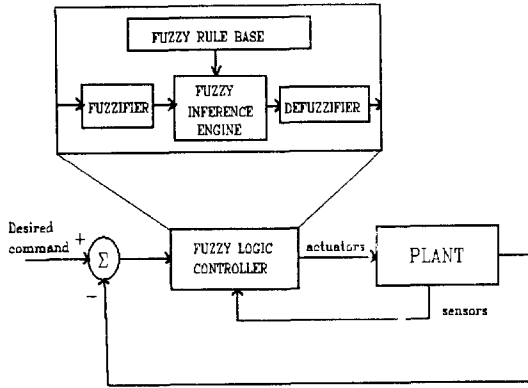 FUZZY RULE BASE
FUZZIFIER
FUZZY
INFERENCE
ENGINE
DEFUZZIFIER
Desired
command
+
Σ
−
FUZZY LOGIC
CONTROLLER
actuators
PLANT
sensors